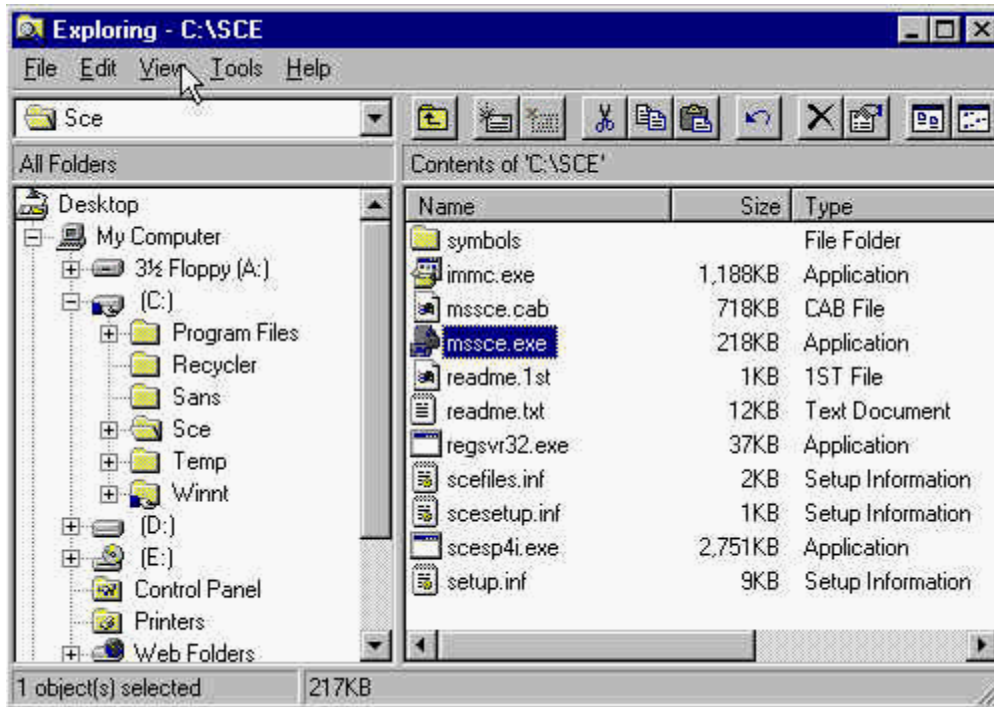 Exploring - C:\SCE
File Edit View Tools Help
Sce
All Folders
Contents of 'C:\SCE'
Desktop
My Computer
3½ Floppy (A:)
(C:)
Program Files
Recycler
Sans
Sce
Temp
Winnt
(D:)
(E:)
Control Panel
Printers
Web Folders
Name Size Type
symbols File Folder
immc.exe 1,188KB Application
mssce.cab 718KB CAB File
mssce.exe 218KB Application
readme.1st 1KB 1ST File
readme.txt 12KB Text Document
regsvr32.exe 37KB Application
scefiles.inf 2KB Setup Information
scesetup.inf 1KB Setup Information
scesp4i.exe 2,751KB Application
setup.inf 9KB Setup Information
1 object(s) selected 217KB